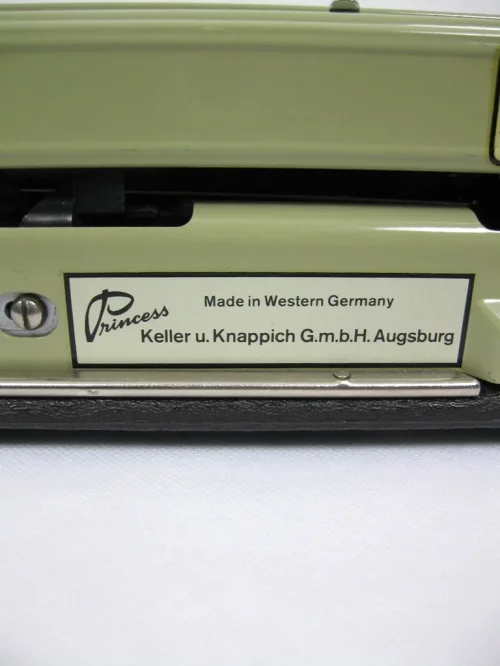 Princess
Made in Western Germany
Keller u. Knappich G.m.b.H. Augsburg